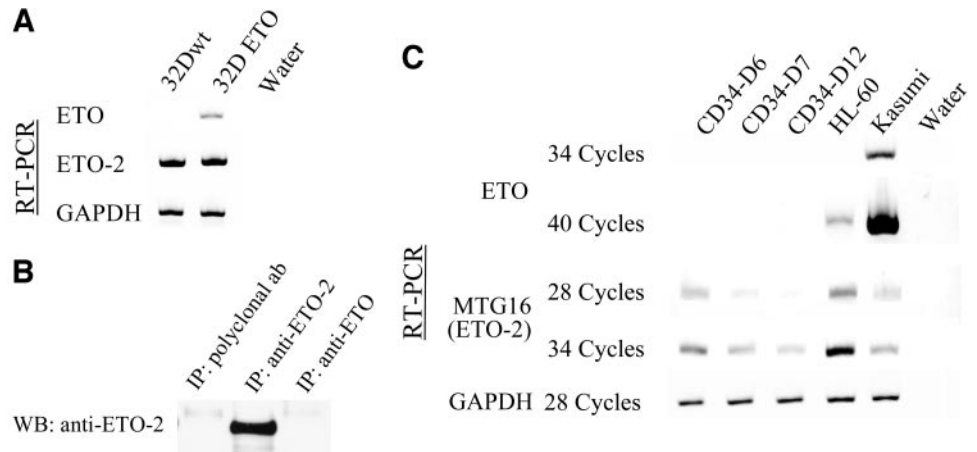 A
32Dwt
32D ETO
Water
ETO
ETO-2
GAPDH
RT-PCR
B
IP: polyclonal ab
IP: anti-ETO-2
IP: anti-ETO
WB: anti-ETO-2
C
CD34-D6
CD34-D7
CD34-D12
HL-60
Kasumi
Water
34 Cycles
ETO
40 Cycles
RT-PCR
28 Cycles
MTG16
(ETO-2)
34 Cycles
GAPDH 28 Cycles